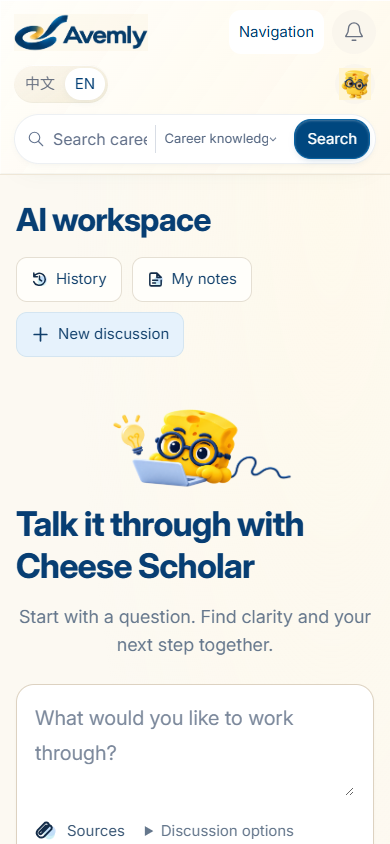 Avemly
Navigation
中文
EN
Search
Career
Search
AI workspace
History
My notes
New discussion
Talk it through with
Cheese Scholar
Start with a question. Find clarity and your
next step together.
What would you like to work
through?
Sources
Discussion options